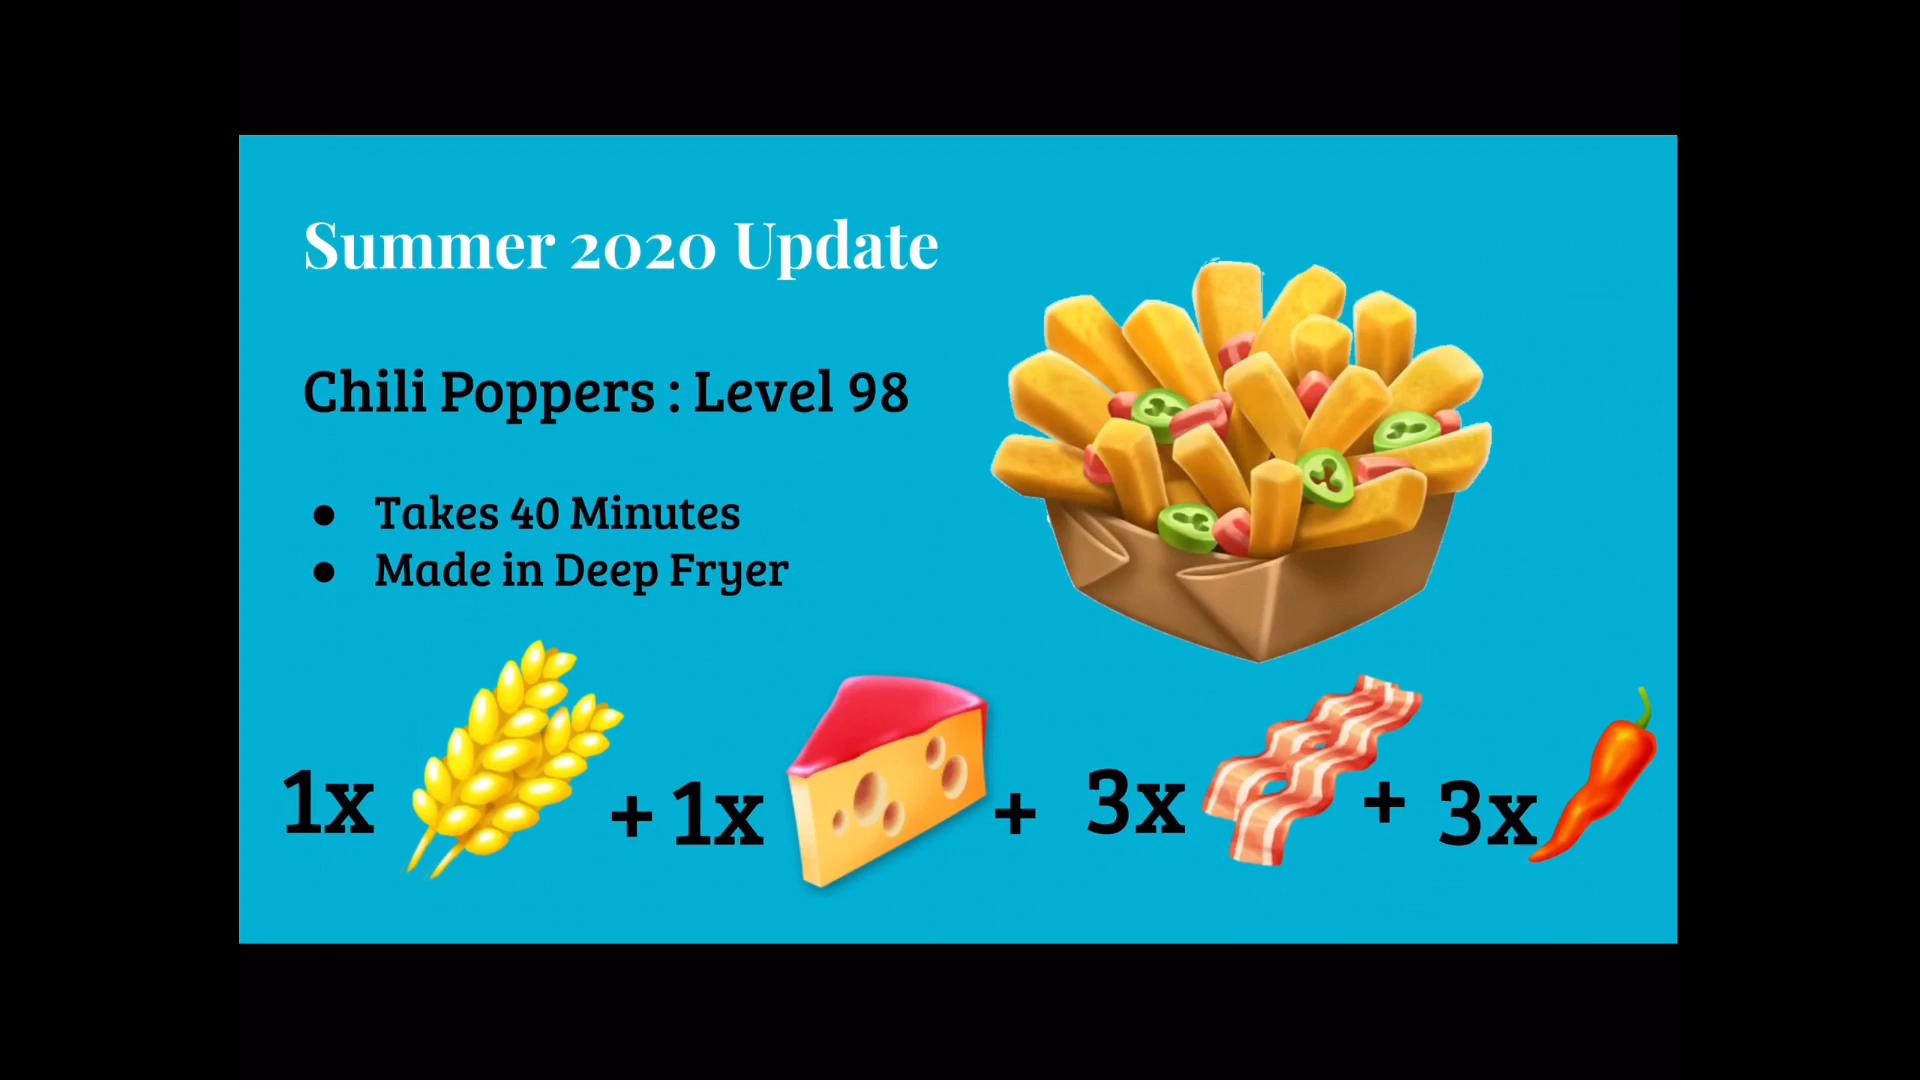 Summer 2020 Update
Chili Poppers : Level 98
● Takes 40 Minutes
● Made in Deep Fryer
1x + 1x + 3x + 3x